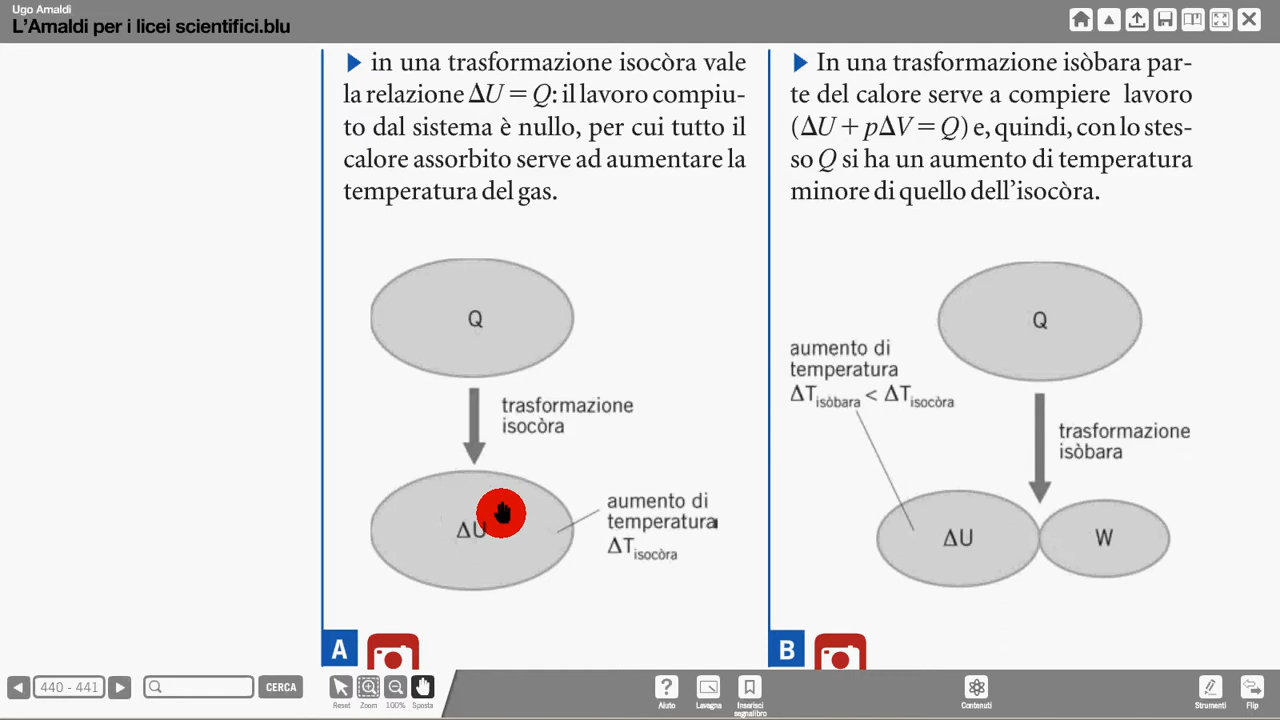 Ugo Amaldi
L'Amaldi per i licei scientifici.blu
▶ in una trasformazione isocòra vale
la relazione ΔU = Q: il lavoro compiu-
to dal sistema è nullo, per cui tutto il
calore assorbito serve ad aumentare la
temperatura del gas.
Q
trasformazione
isocòra
ΔU
aumento di
temperatura
ΔTisocòra
A
▶ In una trasformazione isòbara par-
te del calore serve a compiere lavoro
(ΔU + pΔV = Q) e, quindi, con lo stes-
so Q si ha un aumento di temperatura
minore di quello dell'isocòra.
Q
aumento di
temperatura
ΔTisòbara < ΔTisocòra
trasformazione
isòbara
ΔU
W
B
440 - 441
CERCA
Reset
Zoom
100%
Sposta
Aiuto
Lavagna
Inserisci
segnalibro
Contenuti
Strumenti
Flip